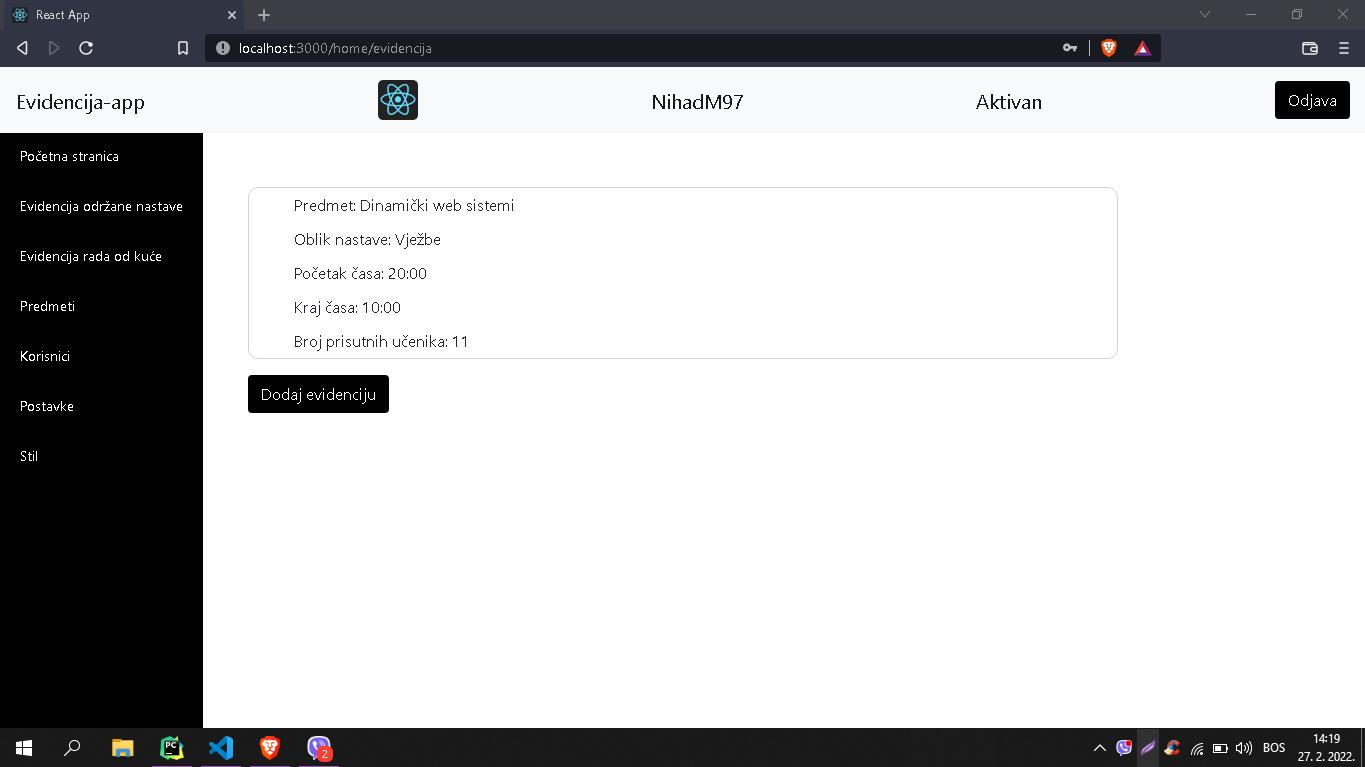 React App
localhost:3000/home/evidencija
Evidencija-app
NihadM97
Aktivan
Odjava
Početna stranica
Evidencija održane nastave
Evidencija rada od kuće
Predmeti
Korisnici
Postavke
Stil
Predmet: Dinamički web sistemi
Oblik nastave: Vježbe
Početak časa: 20:00
Kraj časa: 10:00
Broj prisutnih učenika: 11
Dodaj evidenciju
PC
2
BOS
14:19
27. 2. 2022.